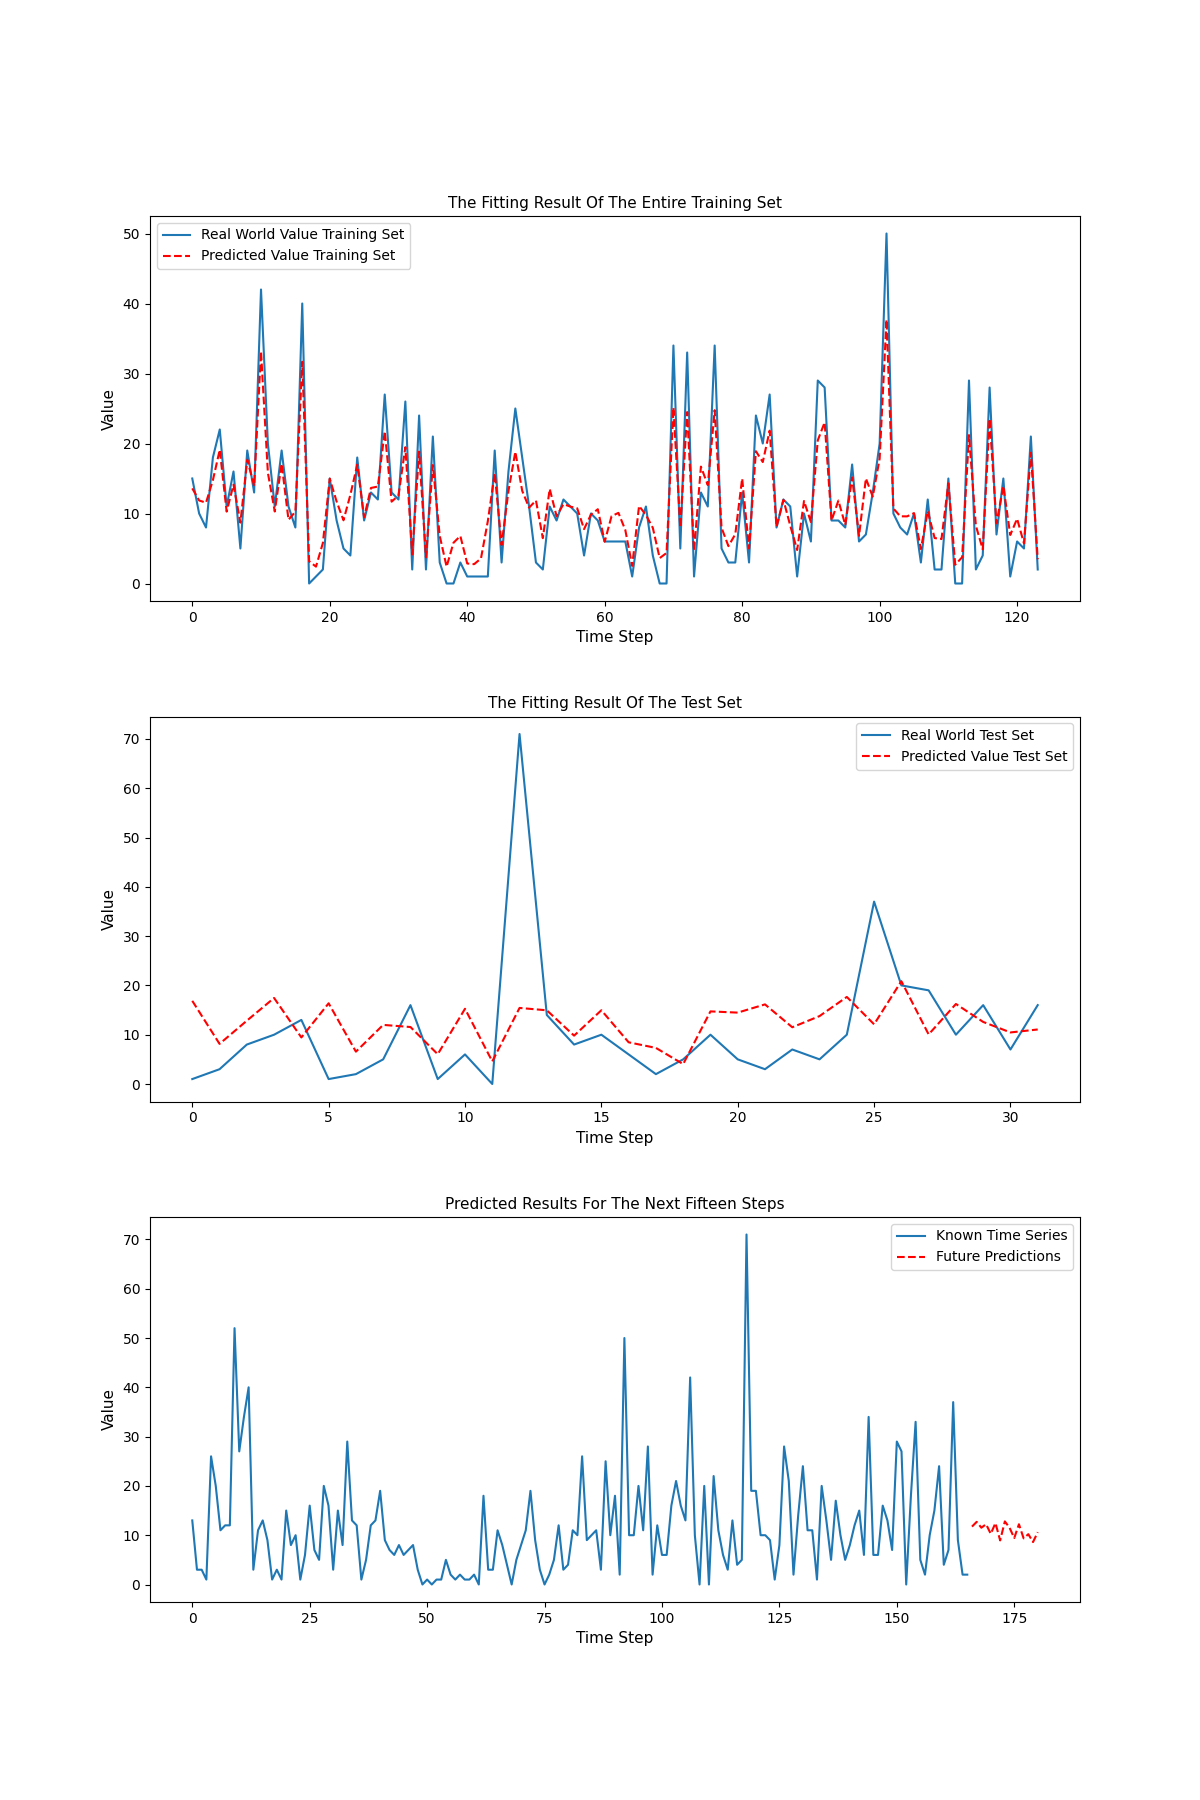 The Fitting Result Of The Entire Training Set
Real World Value Training Set
Predicted Value Training Set
Value
50
40
30
20
10
0
0 20 40 60 80 100 120
Time Step
The Fitting Result Of The Test Set
Real World Test Set
Predicted Value Test Set
Value
70
60
50
40
30
20
10
0
0 5 10 15 20 25 30
Time Step
Predicted Results For The Next Fifteen Steps
Known Time Series
Future Predictions
Value
70
60
50
40
30
20
10
0
0 25 50 75 100 125 150 175
Time Step